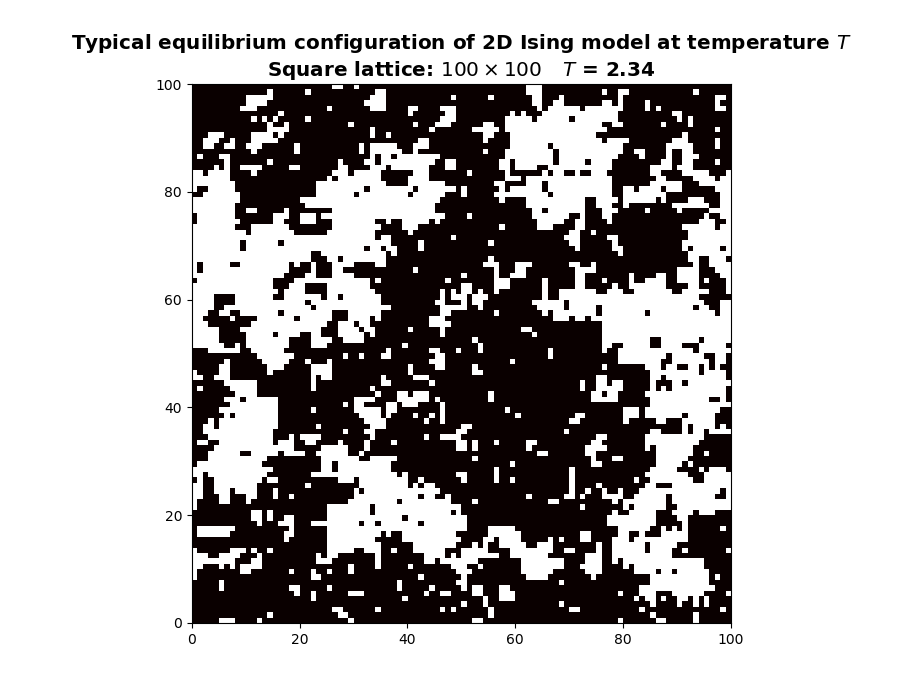 Typical equilibrium configuration of 2D Ising model at temperature T
Square lattice: 100 × 100 T = 2.34
100
80
60
40
20
0
0 20 40 60 80 100